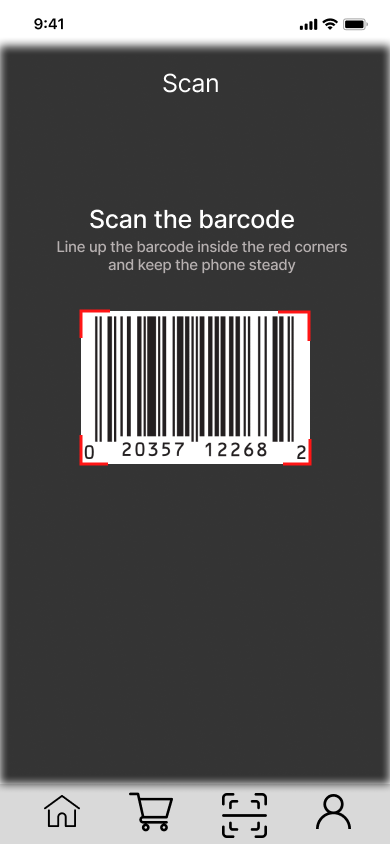 9:41
Scan
Scan the barcode
Line up the barcode inside the red corners
and keep the phone steady
0 20357 12268 2